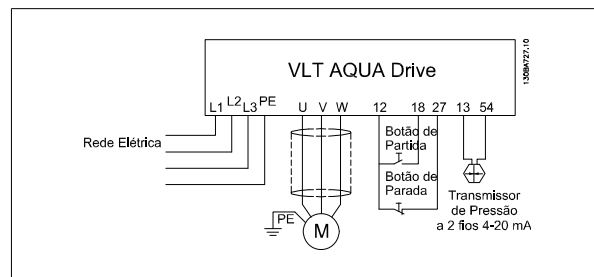 130BA727.10
VLT AQUA Drive
L1 L2 L3 PE U V W 12 18 27 13 54
Rede Elétrica
Botão de
Partida
Botão de
Parada
Transmissor
de Pressão
a 2 fios 4-20 mA
PE
M